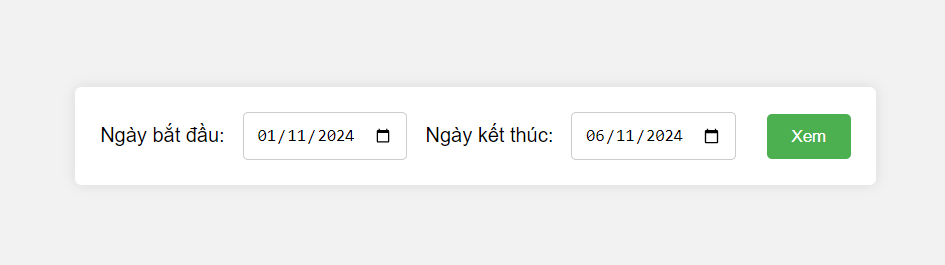 Ngày bắt đầu: 01/11/2024 Ngày kết thúc: 06/11/2024 Xem